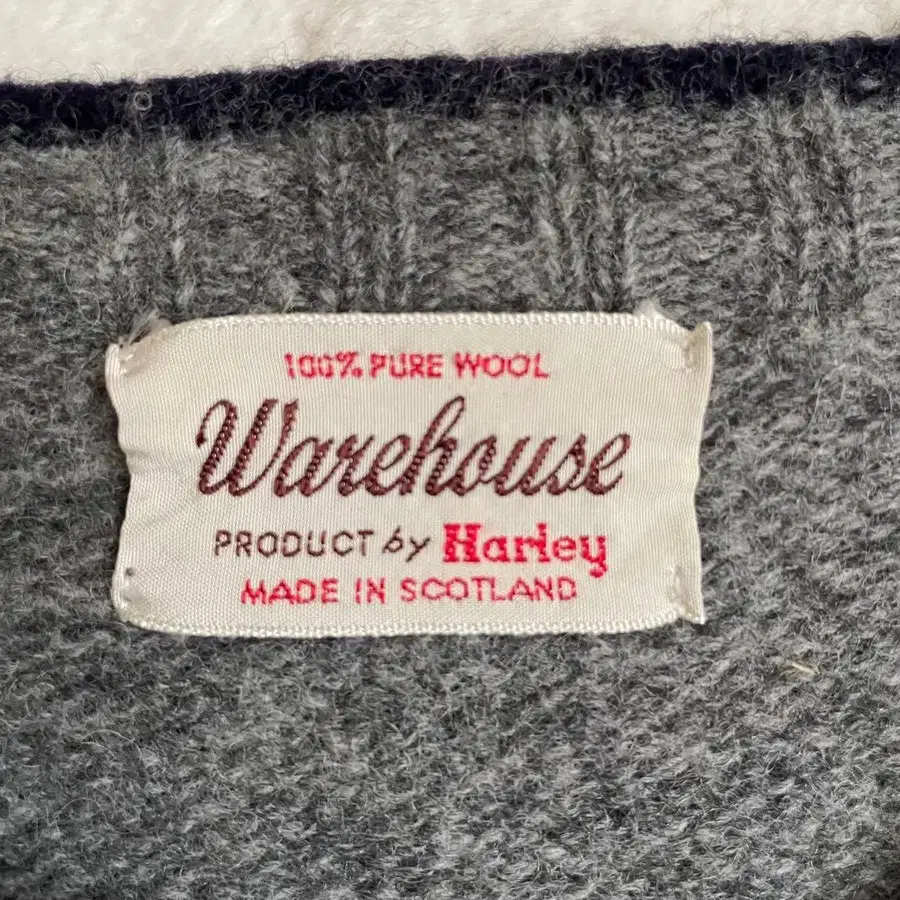 100% PURE WOOL
Warehouse
PRODUCT by Harley
MADE IN SCOTLAND